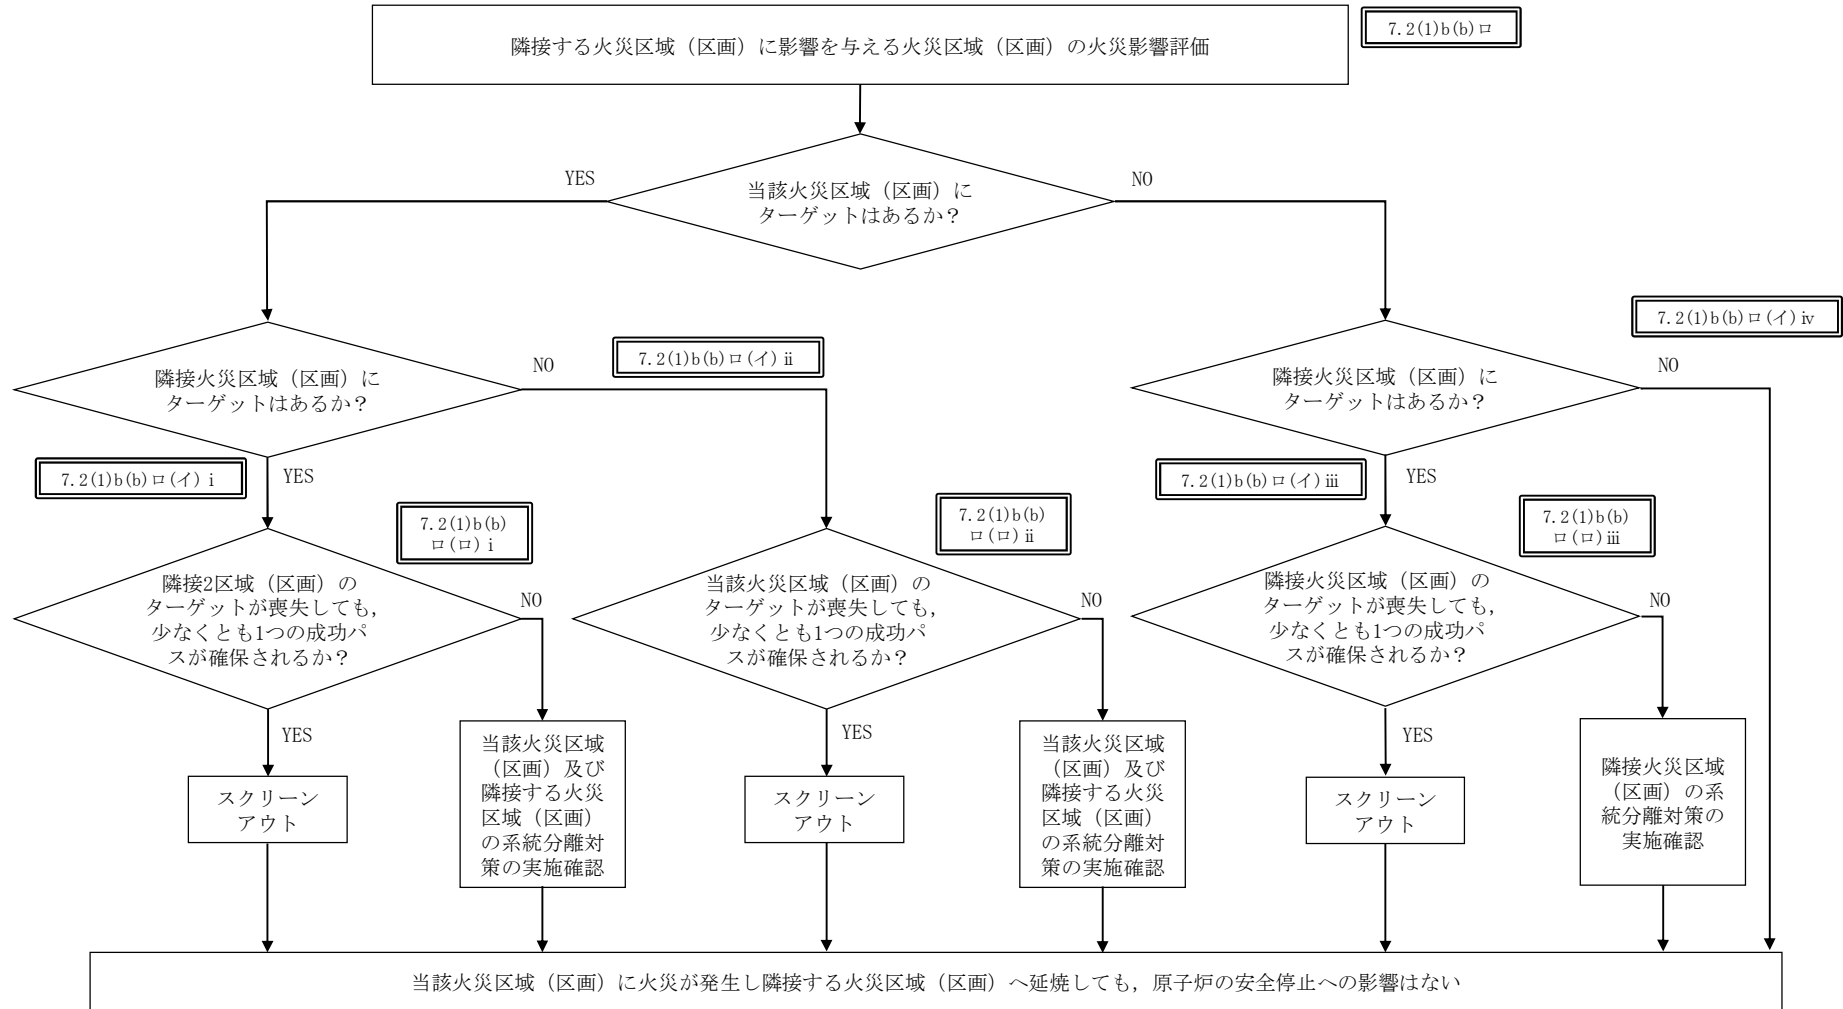 隣接する火災区域（区画）に影響を与える火災区域（区画）の火災影響評価
7.2(1)b(b)ロ
YES
当該火災区域（区画）に
ターゲットはあるか？
NO
隣接火災区域（区画）に
ターゲットはあるか？
NO
7.2(1)b(b)ロ(イ)ⅱ
隣接火災区域（区画）に
ターゲットはあるか？
7.2(1)b(b)ロ(イ)ⅳ
NO
7.2(1)b(b)ロ(イ)ⅰ
YES
7.2(1)b(b)ロ(イ)ⅲ
YES
7.2(1)b(b)
ロ(ロ)ⅰ
7.2(1)b(b)
ロ(ロ)ⅱ
7.2(1)b(b)
ロ(ロ)ⅲ
隣接2区域（区画）の
ターゲットが喪失しても，
少なくとも1つの成功パ
スが確保されるか？
NO
当該火災区域（区画）の
ターゲットが喪失しても，
少なくとも1つの成功パ
スが確保されるか？
NO
隣接火災区域（区画）の
ターゲットが喪失しても，
少なくとも1つの成功パ
スが確保されるか？
NO
YES
スクリーン
アウト
当該火災区域
（区画）及び
隣接する火災
区域（区画）
の系統分離対
策の実施確認
YES
スクリーン
アウト
当該火災区域
（区画）及び
隣接する火災
区域（区画）
の系統分離対
策の実施確認
YES
スクリーン
アウト
隣接火災区域
（区画）の系
統分離対策の
実施確認
当該火災区域（区画）に火災が発生し隣接する火災区域（区画）へ延焼しても，原子炉の安全停止への影響はない